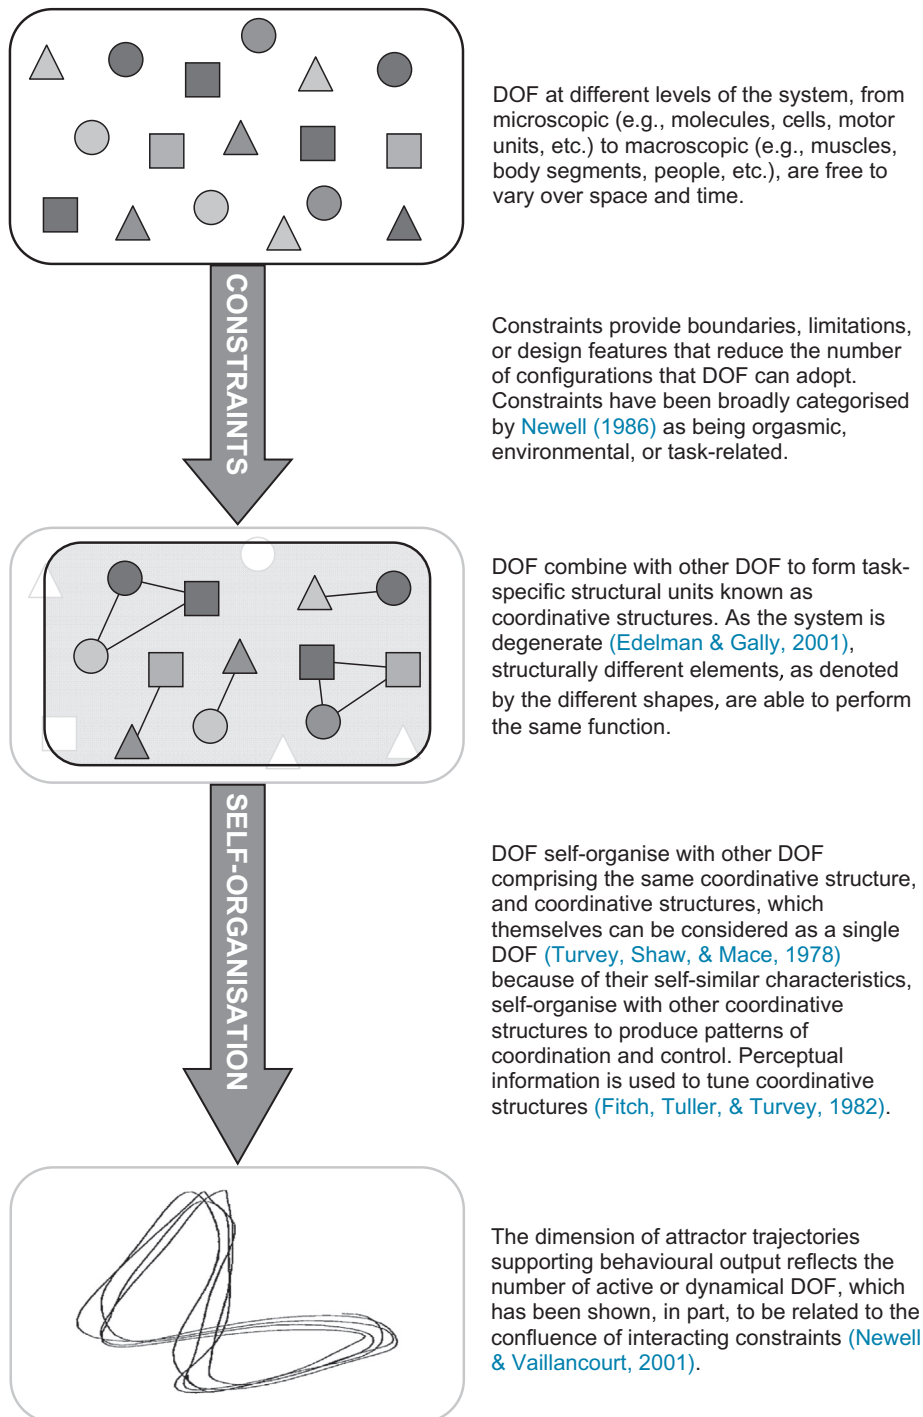 DOF at different levels of the system, from
microscopic (e.g., molecules, cells, motor
units, etc.) to macroscopic (e.g., muscles,
body segments, people, etc.), are free to
vary over space and time.
CONSTRAINTS
Constraints provide boundaries, limitations,
or design features that reduce the number
of configurations that DOF can adopt.
Constraints have been broadly categorised
by Newell (1986) as being orgasmic,
environmental, or task-related.
DOF combine with other DOF to form task-
specific structural units known as
coordinative structures. As the system is
degenerate (Edelman & Gally, 2001),
structurally different elements, as denoted
by the different shapes, are able to perform
the same function.
SELF-ORGANISATION
DOF self-organise with other DOF
comprising the same coordinative structure,
and coordinative structures, which
themselves can be considered as a single
DOF (Turvey, Shaw, & Mace, 1978)
because of their self-similar characteristics,
self-organise with other coordinative
structures to produce patterns of
coordination and control. Perceptual
information is used to tune coordinative
structures (Fitch, Tuller, & Turvey, 1982).
The dimension of attractor trajectories
supporting behavioural output reflects the
number of active or dynamical DOF, which
has been shown, in part, to be related to the
confluence of interacting constraints (Newell
& Vaillancourt, 2001).